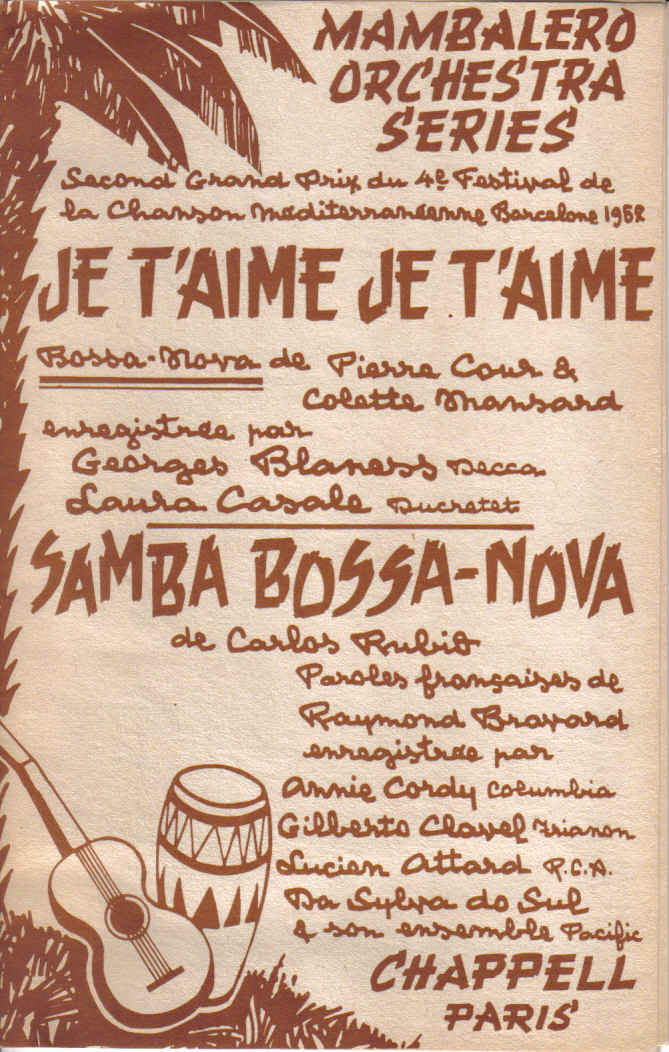 MAMBALERO
ORCHESTRA
SERIES
Second Grand Prix du 4e Festival de
la Chanson Méditerranéenne Barcelone 1962
JE T'AIME JE T'AIME
Bossa-Nova de Pierre Cour &
Colette Mansard
enregistrée par
Georges Blaness Decca
Laura Casale Ducretet
SAMBA BOSSA-NOVA
de Carlos Rubio
Paroles françaises de
Raymond Bravard
enregistrée par
Annie Cordy Columbia
Gilberto Clavel Trianon
Lucien Attard R.C.A.
Da Sylva do Sul
& son ensemble Pacific
CHAPPELL
PARIS